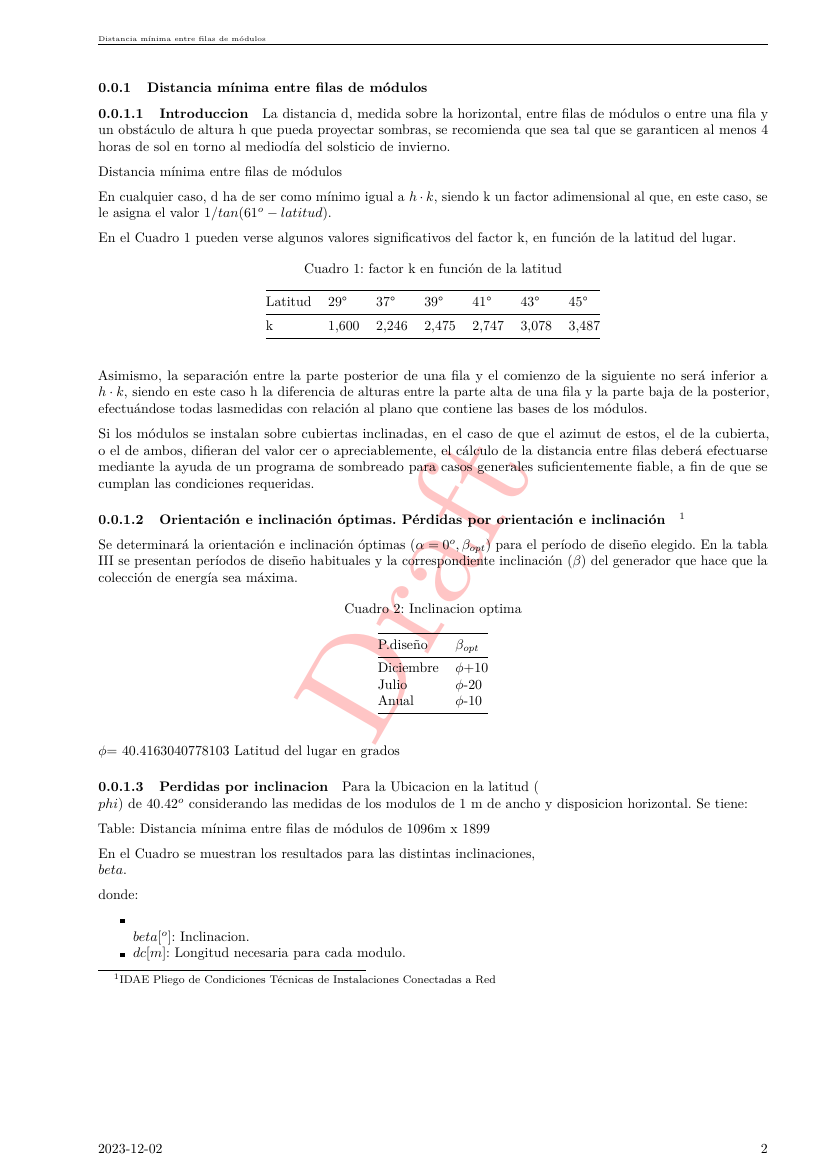 Distancia mínima entre filas de módulos
0.0.1 Distancia mínima entre filas de módulos
0.0.1.1 Introduccion La distancia d, medida sobre la horizontal, entre filas de módulos o entre una fila y
un obstáculo de altura h que pueda proyectar sombras, se recomienda que sea tal que se garanticen al menos 4
horas de sol en torno al mediodía del solsticio de invierno.
Distancia mínima entre filas de módulos
En cualquier caso, d ha de ser como mínimo igual a h · k, siendo k un factor adimensional al que, en este caso, se
le asigna el valor 1/tan(61º − latitud).
En el Cuadro 1 pueden verse algunos valores significativos del factor k, en función de la latitud del lugar.
Cuadro 1: factor k en función de la latitud
Latitud 29° 37° 39° 41° 43° 45°
k 1,600 2,246 2,475 2,747 3,078 3,487
Asimismo, la separación entre la parte posterior de una fila y el comienzo de la siguiente no será inferior a
h · k, siendo en este caso h la diferencia de alturas entre la parte alta de una fila y la parte baja de la posterior,
efectuándose todas lasmedidas con relación al plano que contiene las bases de los módulos.
Si los módulos se instalan sobre cubiertas inclinadas, en el caso de que el azimut de estos, el de la cubierta,
o el de ambos, difieran del valor cer o apreciablemente, el cálculo de la distancia entre filas deberá efectuarse
mediante la ayuda de un programa de sombreado para casos generales suficientemente fiable, a fin de que se
cumplan las condiciones requeridas.
0.0.1.2 Orientación e inclinación óptimas. Pérdidas por orientación e inclinación 1
Se determinará la orientación e inclinación óptimas (α = 0º, βopt) para el período de diseño elegido. En la tabla
III se presentan períodos de diseño habituales y la correspondiente inclinación (β) del generador que hace que la
colección de energía sea máxima.
Cuadro 2: Inclinacion optima
P.diseño βopt
Diciembre ϕ+10
Julio ϕ-20
Anual ϕ-10
ϕ= 40.4163040778103 Latitud del lugar en grados
0.0.1.3 Perdidas por inclinacion Para la Ubicacion en la latitud (
phi) de 40.42º considerando las medidas de los modulos de 1 m de ancho y disposicion horizontal. Se tiene:
Table: Distancia mínima entre filas de módulos de 1096m x 1899
En el Cuadro se muestran los resultados para las distintas inclinaciones,
beta.
donde:
▪
beta[º]: Inclinacion.
▪ dc[m]: Longitud necesaria para cada modulo.
1IDAE Pliego de Condiciones Técnicas de Instalaciones Conectadas a Red
Draft
2023-12-02 2